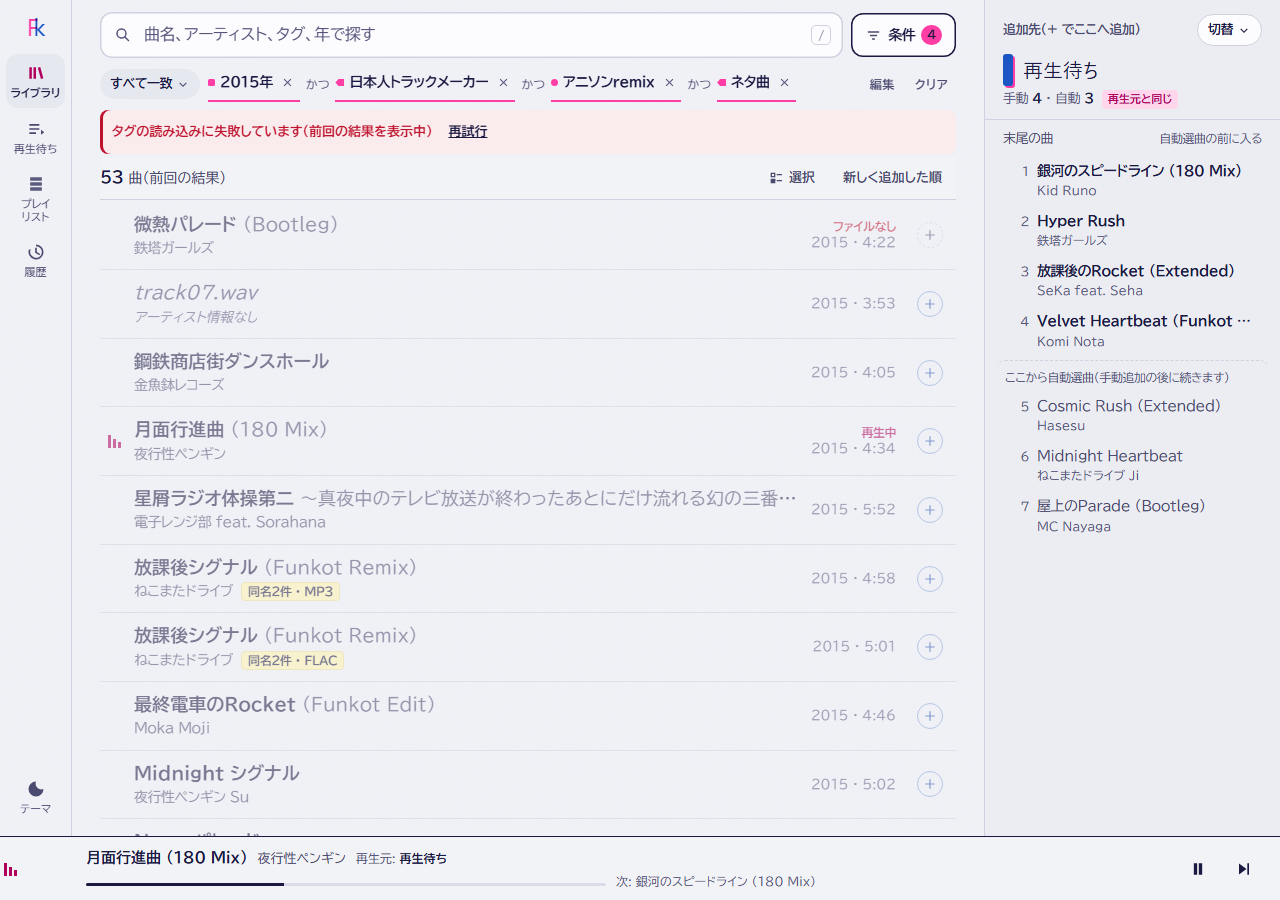 Fk
ライブラリ
再生待ち
プレイ
リスト
履歴
テーマ
曲名、アーティスト、タグ、年で探す
/
条件 4
すべて一致
2015年 ×
かつ
日本人トラックメーカー ×
かつ
アニソンremix ×
かつ
ネタ曲 ×
編集
クリア
タグの読み込みに失敗しています(前回の結果を表示中) 再試行
53 曲(前回の結果)
選択
新しく追加した順
微熱パレード (Bootleg)
鉄塔ガールズ
ファイルなし
2015・4:22
track07.wav
アーティスト情報なし
2015・3:53
鋼鉄商店街ダンスホール
金魚鉢レコーズ
2015・4:05
月面行進曲 (180 Mix)
夜行性ペンギン
再生中
2015・4:34
星屑ラジオ体操第二 〜真夜中のテレビ放送が終わったあとにだけ流れる幻の三番…
電子レンジ部 feat. Sorahana
2015・5:52
放課後シグナル (Funkot Remix)
ねこまたドライブ 同名2件・MP3
2015・4:58
放課後シグナル (Funkot Remix)
ねこまたドライブ 同名2件・FLAC
2015・5:01
最終電車のRocket (Funkot Edit)
Moka Moji
2015・4:46
Midnight シグナル
夜行性ペンギン Su
2015・5:02
追加先(+ でここへ追加)
切替
再生待ち
手動 4・自動 3 再生元と同じ
末尾の曲
自動選曲の前に入る
1 銀河のスピードライン (180 Mix)
Kid Runo
2 Hyper Rush
鉄塔ガールズ
3 放課後のRocket (Extended)
SeKa feat. Seha
4 Velvet Heartbeat (Funkot …
Komi Nota
ここから自動選曲(手動追加の後に続きます)
5 Cosmic Rush (Extended)
Hasesu
6 Midnight Heartbeat
ねこまたドライブ Ji
7 屋上のParade (Bootleg)
MC Nayaga
月面行進曲 (180 Mix) 夜行性ペンギン 再生元: 再生待ち
次: 銀河のスピードライン (180 Mix)